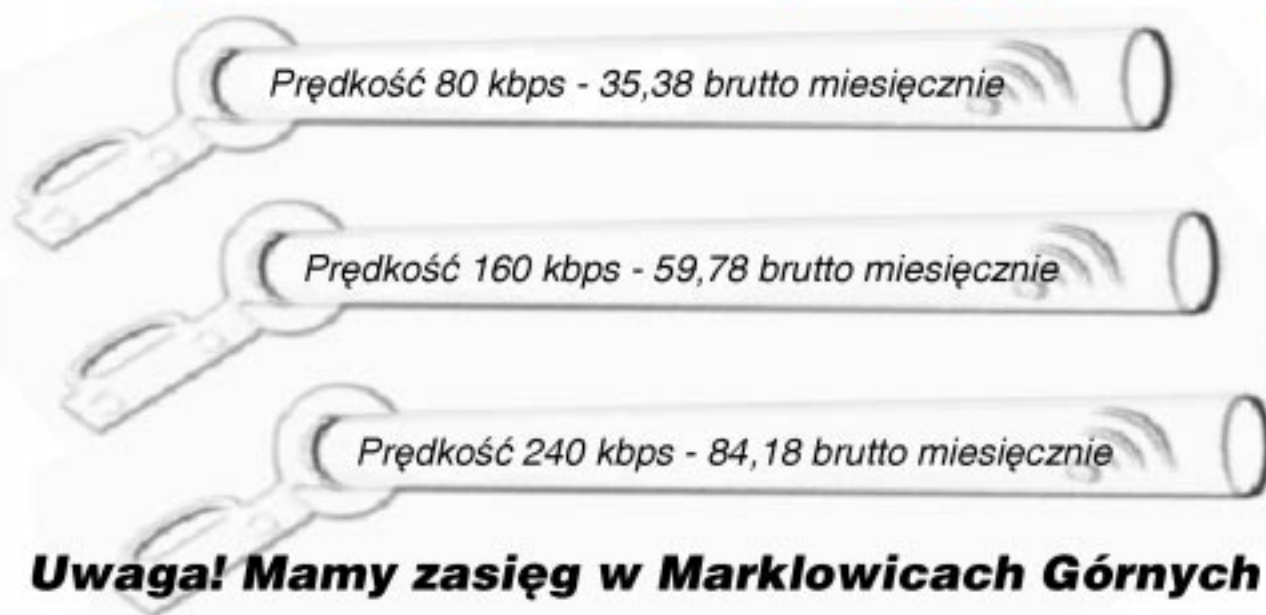 Prędkość 80 kbps - 35,38 brutto miesięcznie
Prędkość 160 kbps - 59,78 brutto miesięcznie
Prędkość 240 kbps - 84,18 brutto miesięcznie
Uwaga! Mamy zasięg w Marklowicach Górnych